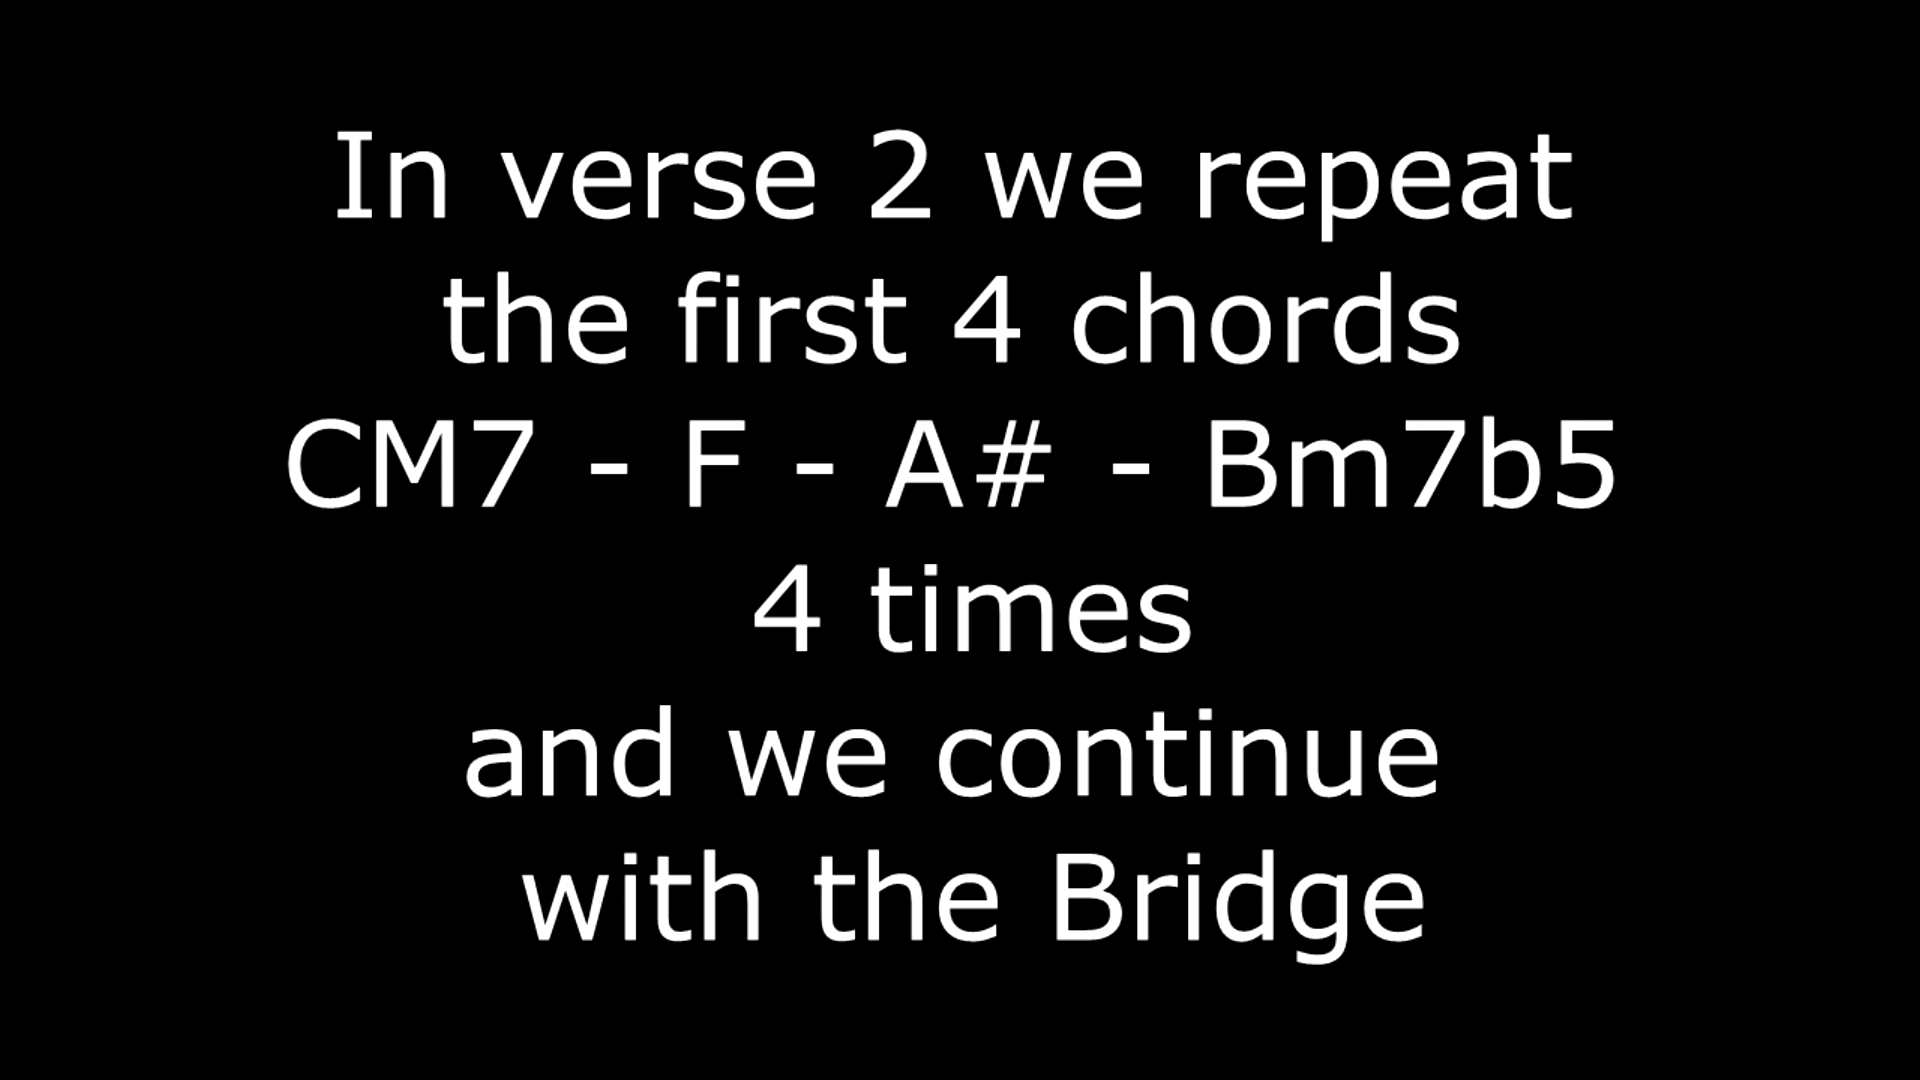 In verse 2 we repeat
the first 4 chords
CM7 - F - A# - Bm7b5
4 times
and we continue
with the Bridge